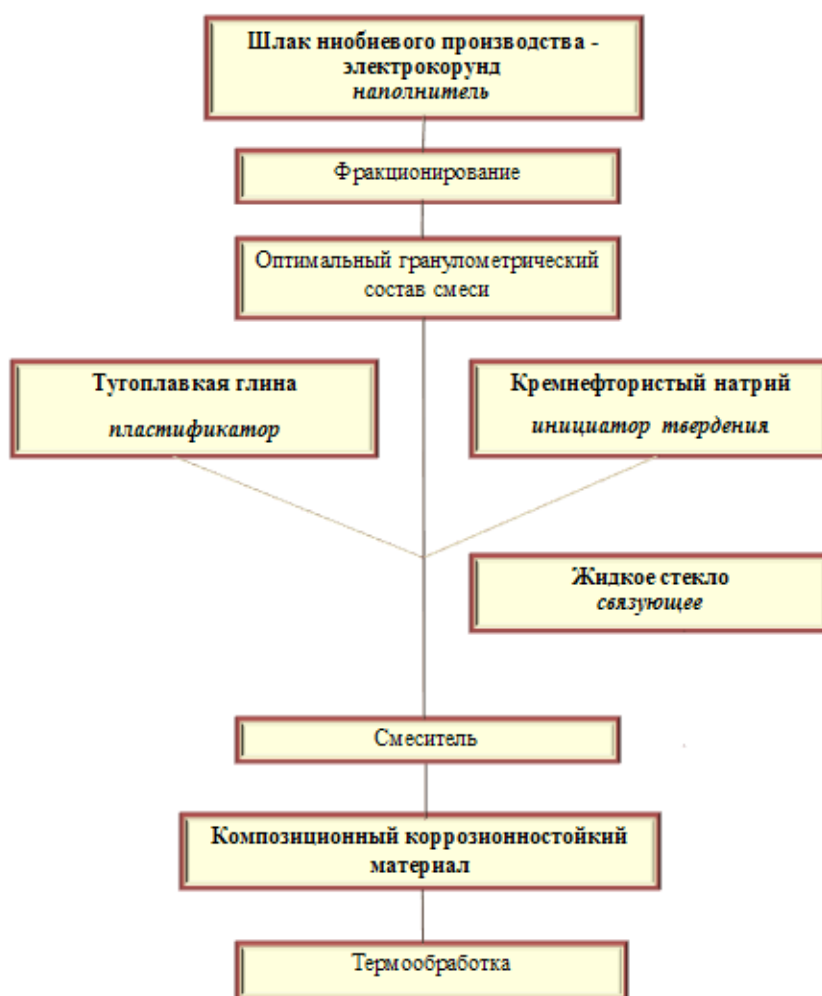 Шлак ниобиевого производства -
электрокорунд
наполнитель
Фракционирование
Оптимальный гранулометрический
состав смеси
Тугоплавкая глина
пластификатор
Кремнефтористый натрий
инициатор твердения
Жидкое стекло
связующее
Смеситель
Композиционный коррозионностойкий
материал
Термообработка